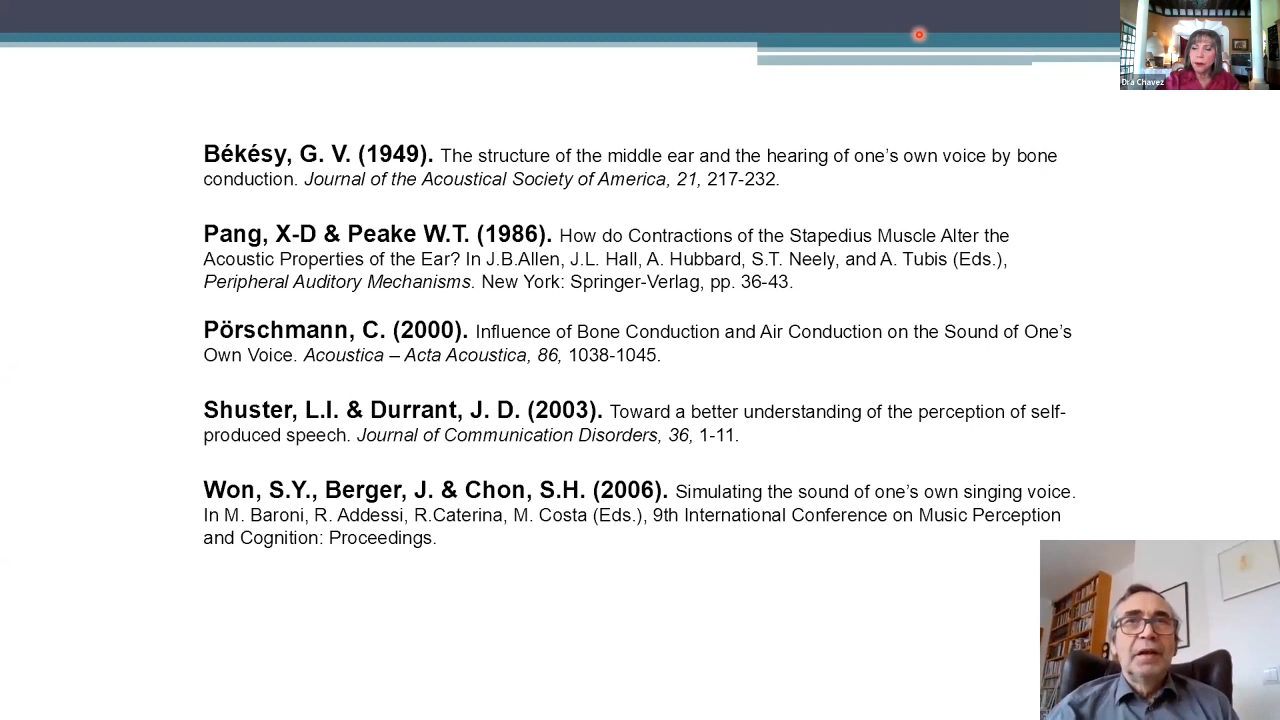 Dra Chavez
Békésy, G. V. (1949). The structure of the middle ear and the hearing of one’s own voice by bone
conduction. Journal of the Acoustical Society of America, 21, 217-232.
Pang, X-D & Peake W.T. (1986). How do Contractions of the Stapedius Muscle Alter the
Acoustic Properties of the Ear? In J.B.Allen, J.L. Hall, A. Hubbard, S.T. Neely, and A. Tubis (Eds.),
Peripheral Auditory Mechanisms. New York: Springer-Verlag, pp. 36-43.
Pörschmann, C. (2000). Influence of Bone Conduction and Air Conduction on the Sound of One’s
Own Voice. Acoustica – Acta Acoustica, 86, 1038-1045.
Shuster, L.I. & Durrant, J. D. (2003). Toward a better understanding of the perception of self-
produced speech. Journal of Communication Disorders, 36, 1-11.
Won, S.Y., Berger, J. & Chon, S.H. (2006). Simulating the sound of one’s own singing voice.
In M. Baroni, R. Addessi, R.Caterina, M. Costa (Eds.), 9th International Conference on Music Perception
and Cognition: Proceedings.